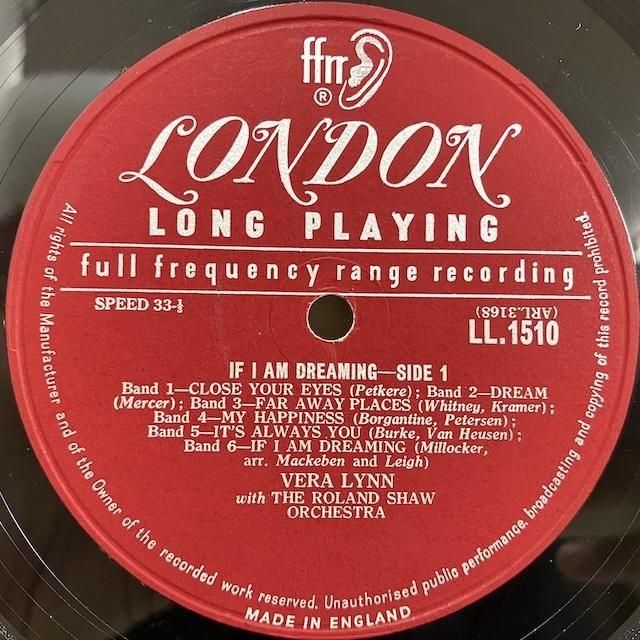 ffrr
®
LONDON
LONG PLAYING
full frequency range recording
SPEED 33-⅓
(ARL.3168)
LL.1510
IF I AM DREAMING—SIDE 1
Band 1—CLOSE YOUR EYES (Petkere); Band 2—DREAM
(Mercer); Band 3—FAR AWAY PLACES (Whitney, Kramer);
Band 4—MY HAPPINESS (Borgantine, Petersen);
Band 5—IT'S ALWAYS YOU (Burke, Van Heusen);
Band 6—IF I AM DREAMING (Millocker,
arr. Mackeben and Leigh)
VERA LYNN
with THE ROLAND SHAW
ORCHESTRA
All rights of the Manufacturer and of the Owner of the recorded work reserved. Unauthorised public performance, broadcasting and copying of this record prohibited.
MADE IN ENGLAND